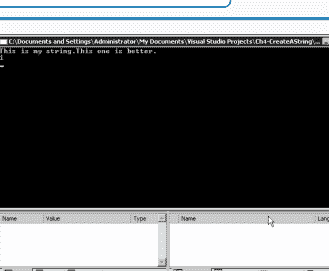 C:\Documents and Settings\Administrator\My Documents\Visual Studio Projects\Ch4-CreateAString\...
This is my string.This one is better.
i
Name Value Type Name Lang